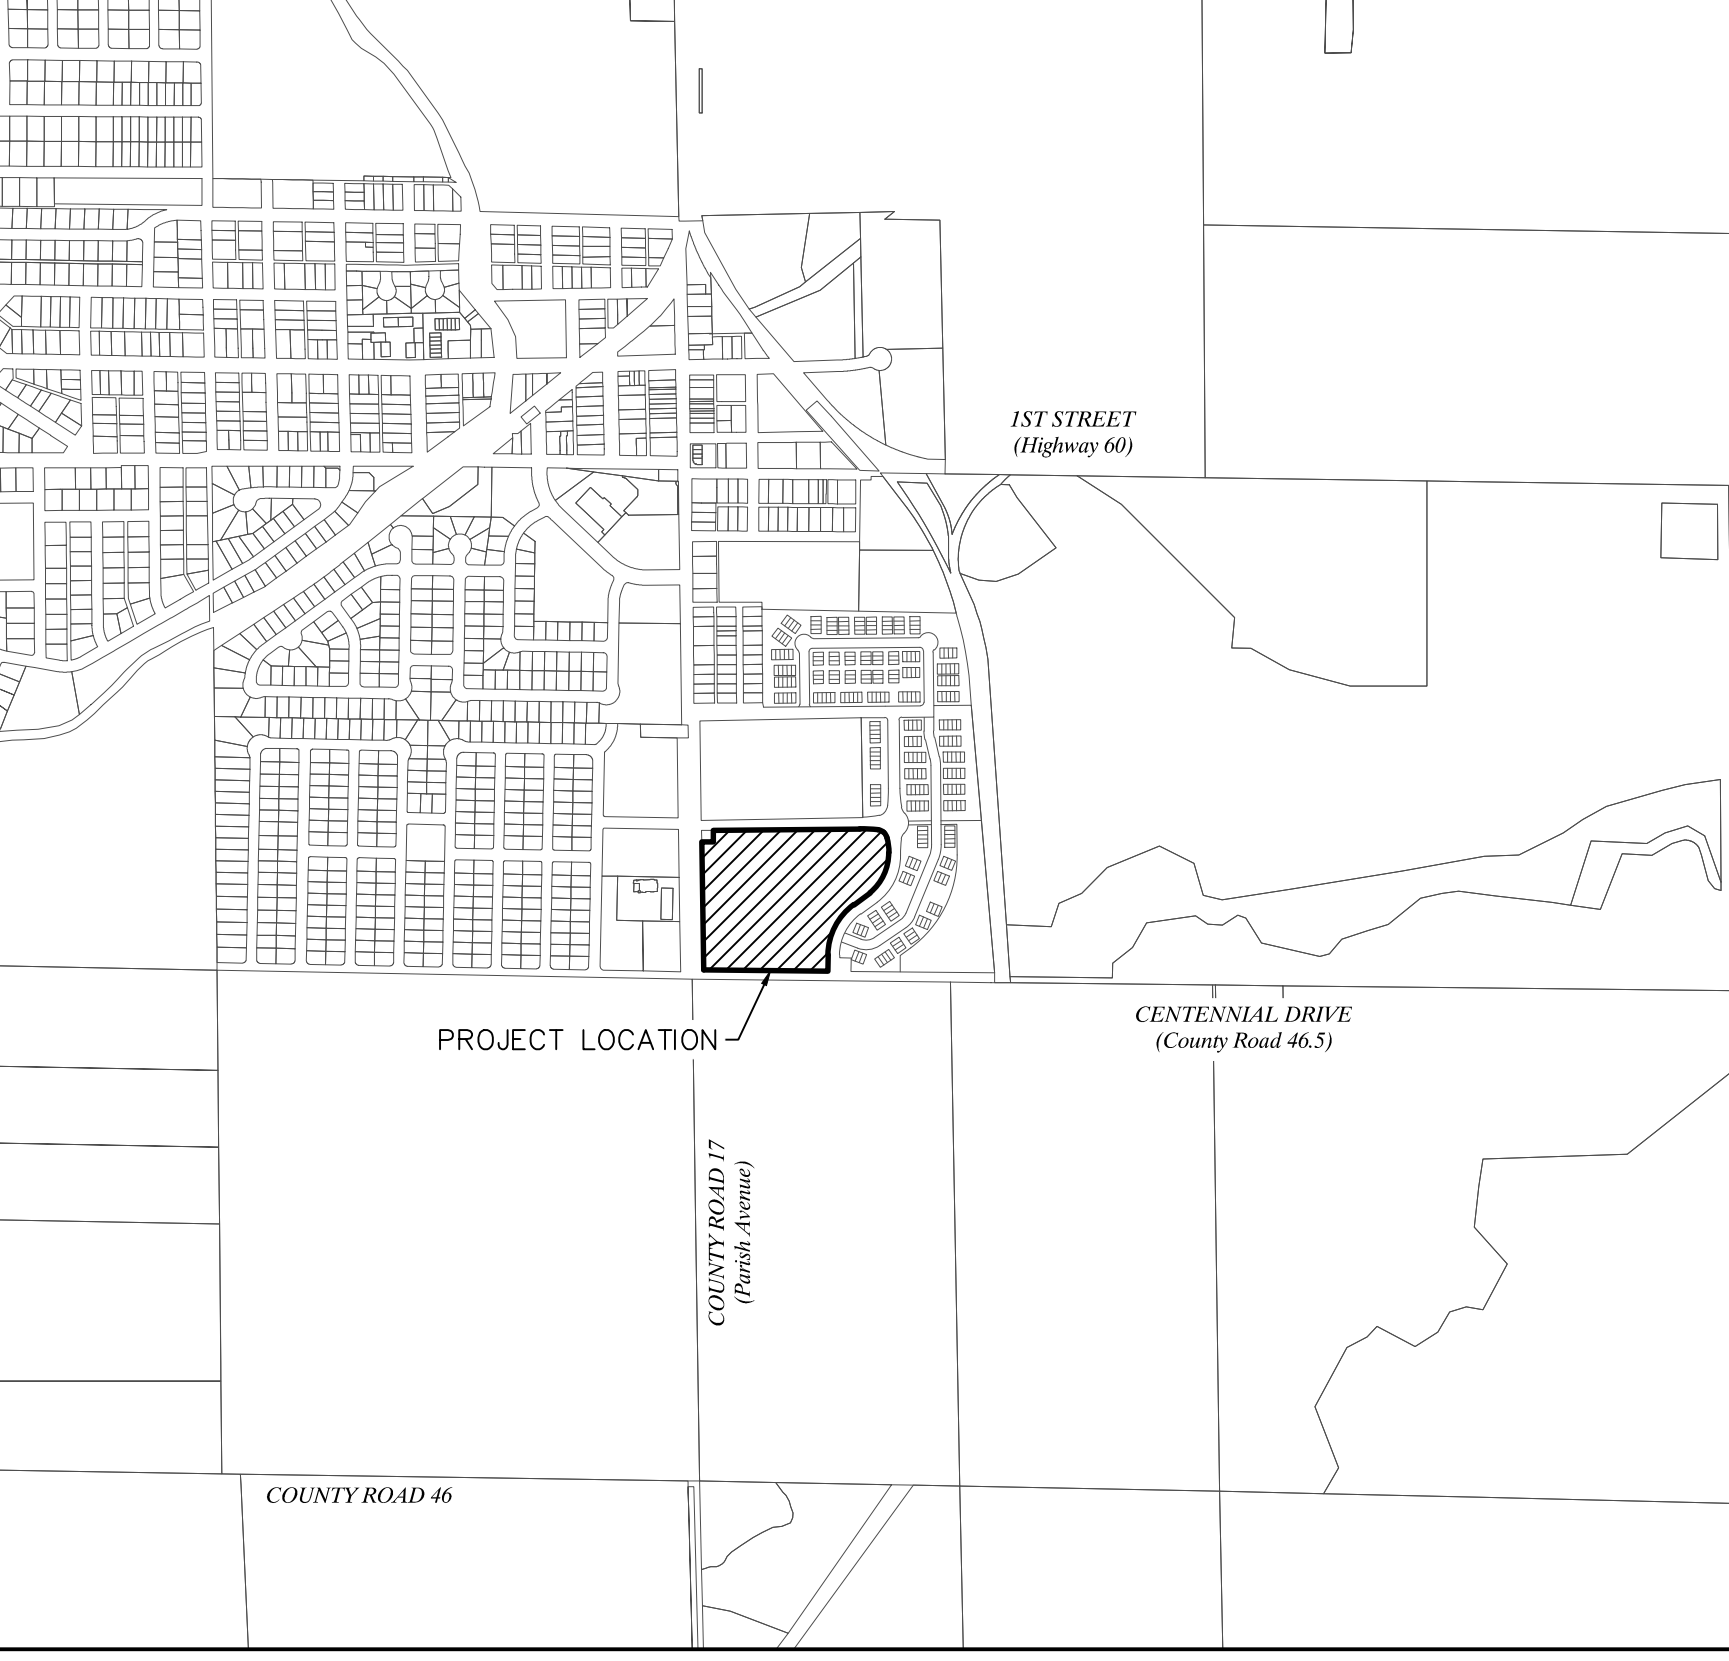 1ST STREET
(Highway 60)
CENTENNIAL DRIVE
(County Road 46.5)
PROJECT LOCATION
COUNTY ROAD 17
(Parish Avenue)
COUNTY ROAD 46